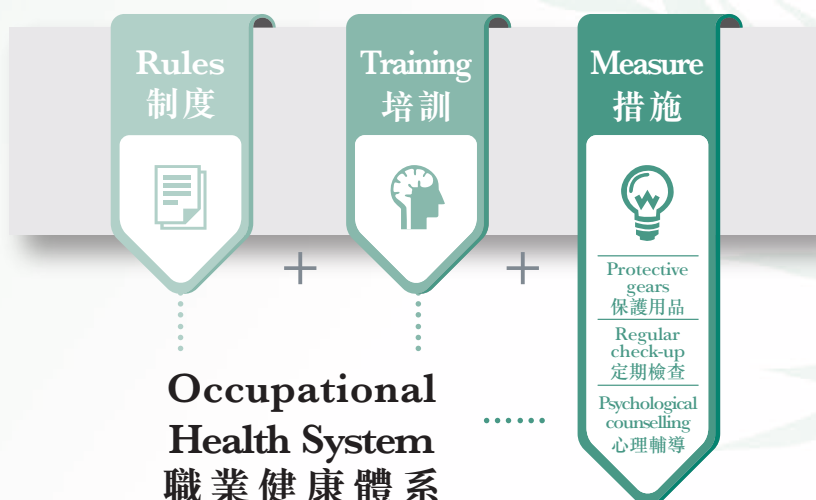 Rules
制度
Training
培訓
Measure
措施
+
+
Protective
gears
保護用品
Regular
check-up
定期檢查
Psychological
counselling
心理輔導
Occupational
Health System
職業健康體系